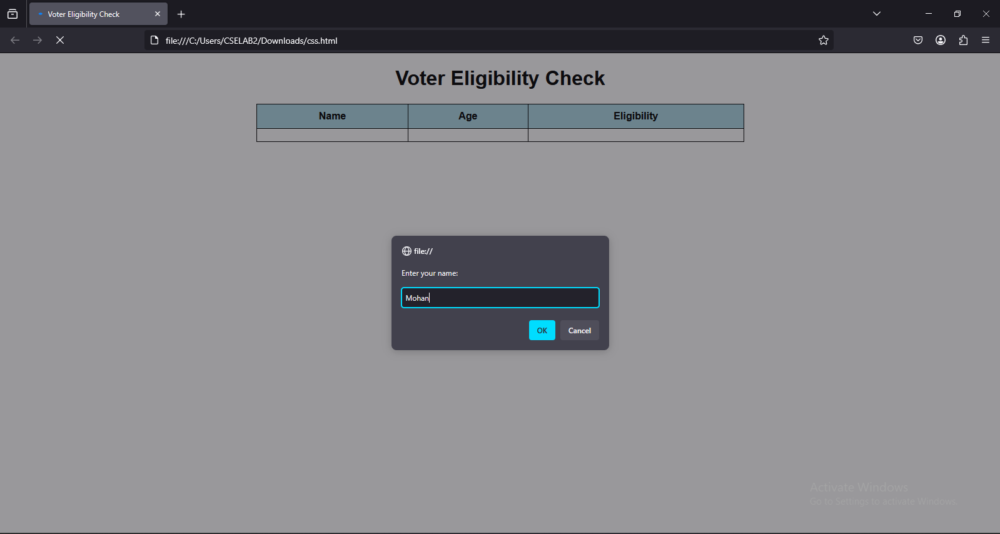 Voter Eligibility Check
file:///C:/Users/CSELAB2/Downloads/css.html
Voter Eligibility Check
Name Age Eligibility
file://
Enter your name:
Mohan
OK Cancel
Activate Windows
Go to Settings to activate Windows.